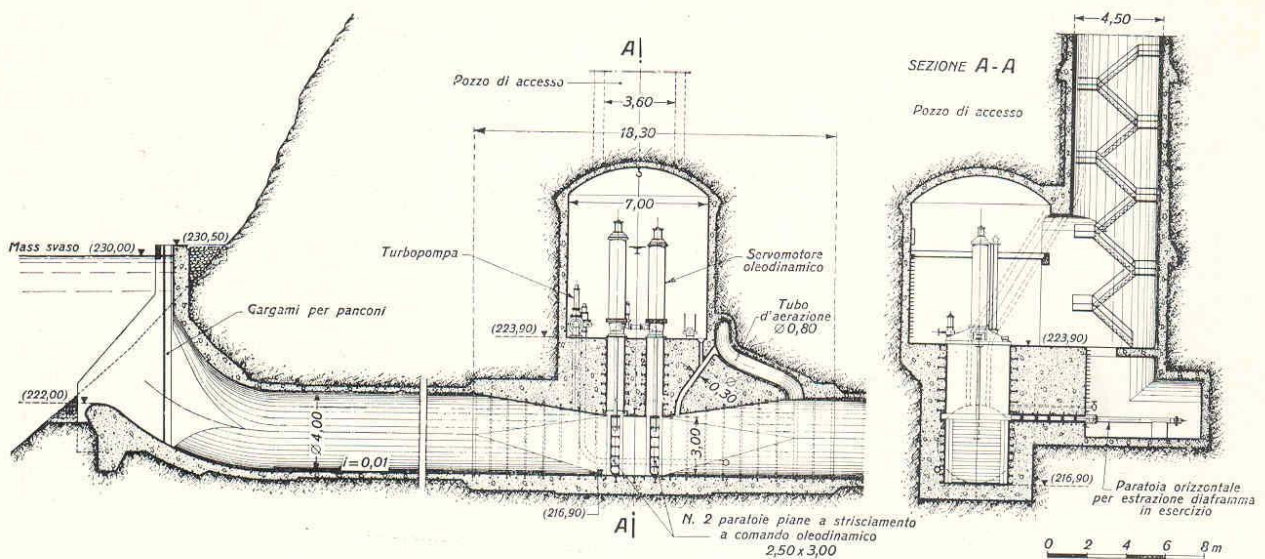 A
Pozzo di accesso
3,60
18,30
7,00
SEZIONE A-A
Pozzo di accesso
4,50
Mass svaso (230,00)
(230,50)
Turbopompa
Servomotore
oleodinamico
Gargami per panconi
Tubo
d'aerazione
Ø 0,80
(223,90)
(222,00)
Ø 4,00
i=0,01
Ø 0,30
3,00
(216,90)
A
N. 2 paratoie piane a strisciamento
a comando oleodinamico
2,50 x 3,00
(223,90)
(216,90)
Paratoia orizzontale
per estrazione diaframma
in esercizio
0 2 4 6 8 m